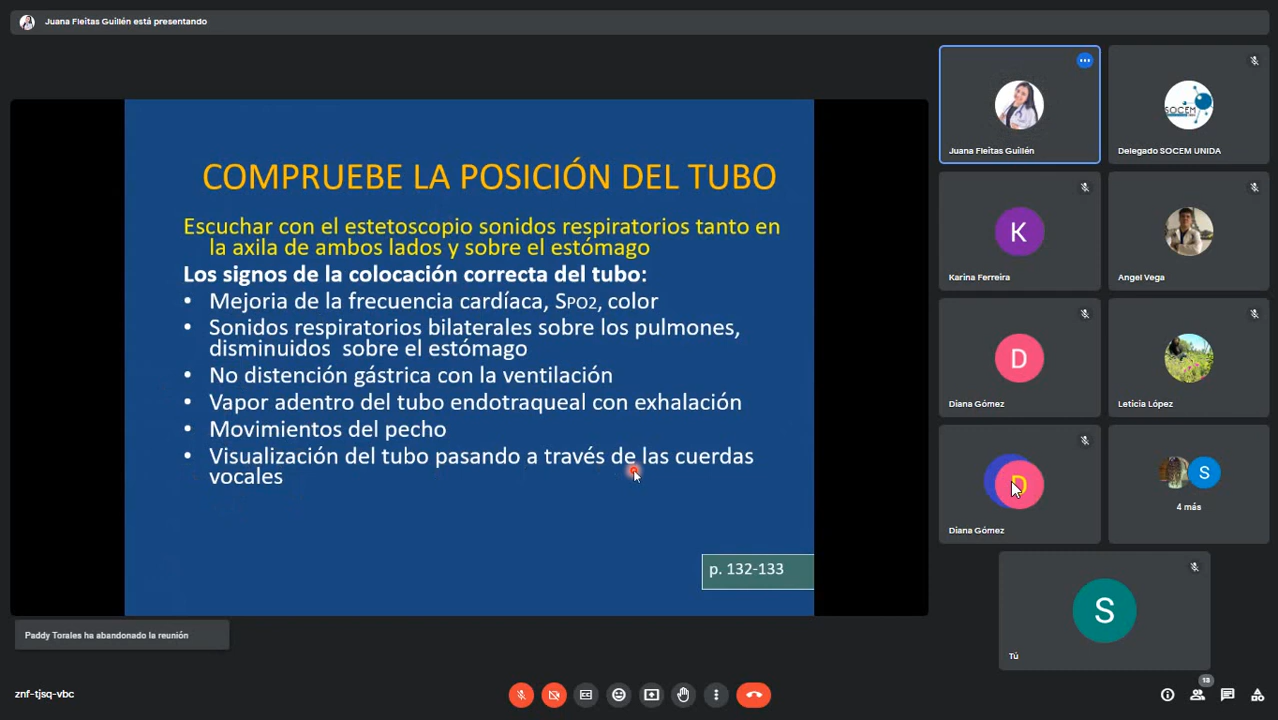 Juana Fleitas Guillén está presentando
COMPRUEBE LA POSICIÓN DEL TUBO
Escuchar con el estetoscopio sonidos respiratorios tanto en
la axila de ambos lados y sobre el estómago
Los signos de la colocación correcta del tubo:
• Mejoria de la frecuencia cardíaca, SPO2, color
• Sonidos respiratorios bilaterales sobre los pulmones,
disminuidos sobre el estómago
• No distención gástrica con la ventilación
• Vapor adentro del tubo endotraqueal con exhalación
• Movimientos del pecho
• Visualización del tubo pasando a través de las cuerdas
vocales
p. 132-133
Juana Fleitas Guillén
SOCEM
Delegado SOCEM UNIDA
K
Karina Ferreira
Angel Vega
D
Diana Gómez
Leticia López
D
Diana Gómez
S
4 más
S
Tú
Paddy Torales ha abandonado la reunión
znf-tjsq-vbc
13